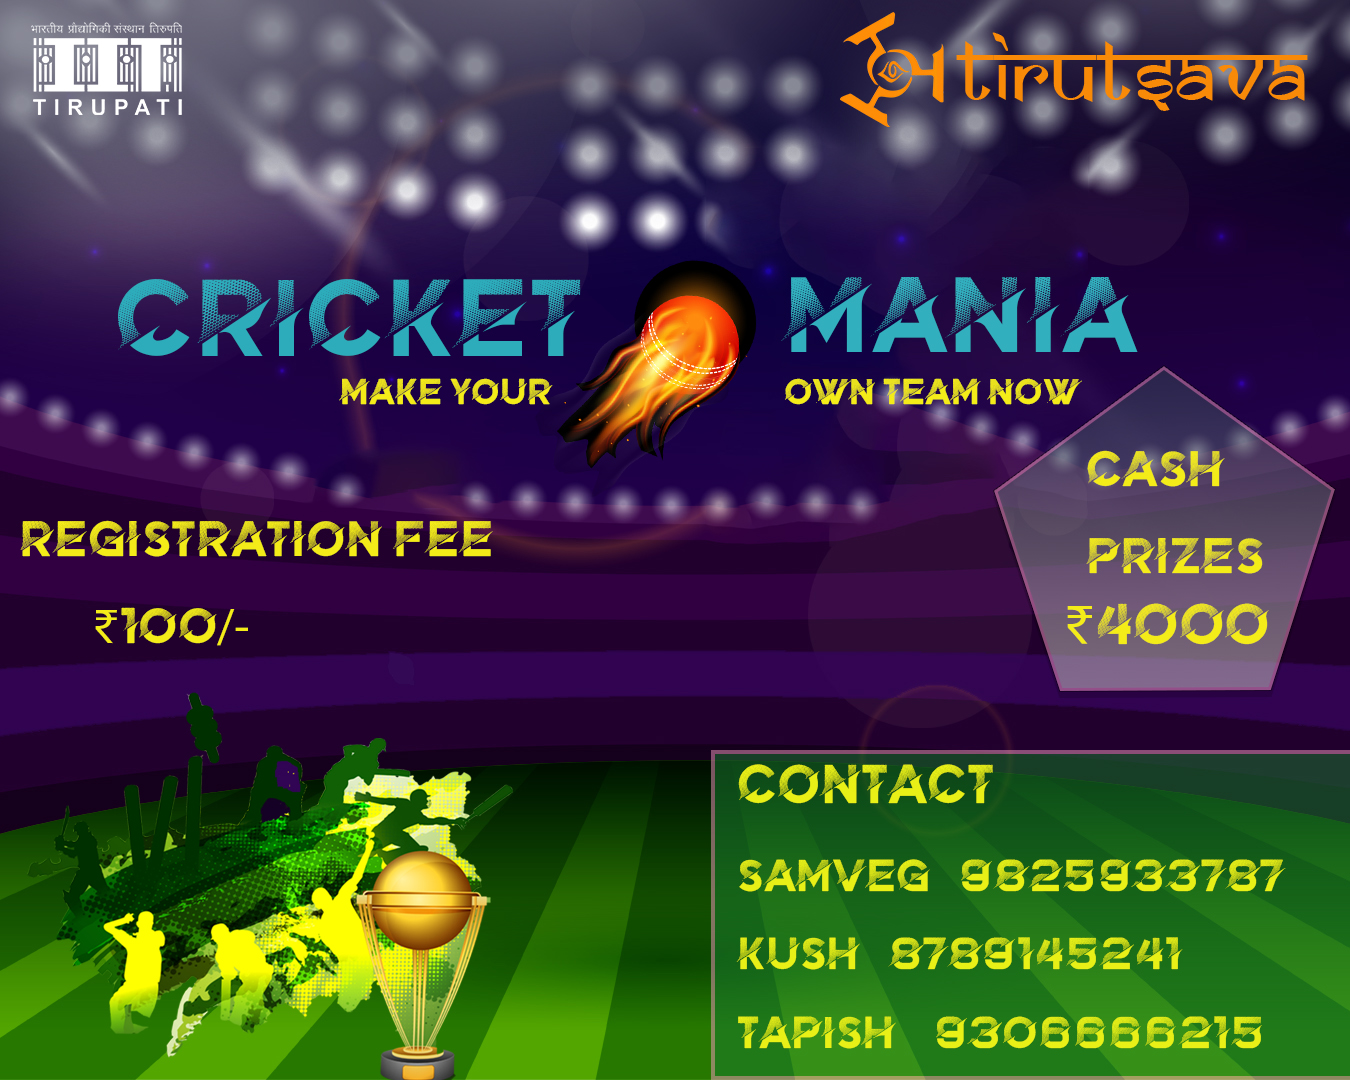 भारतीय प्रौद्योगिकी संस्थान तिरुपति
TIRUPATI
tirutsava
CRICKET MANIA
MAKE YOUR OWN TEAM NOW
CASH
PRIZES
₹4000
REGISTRATION FEE
₹100/-
CONTACT
SAMVEG 9825933787
KUSH 8789145241
TAPISH 9306666215